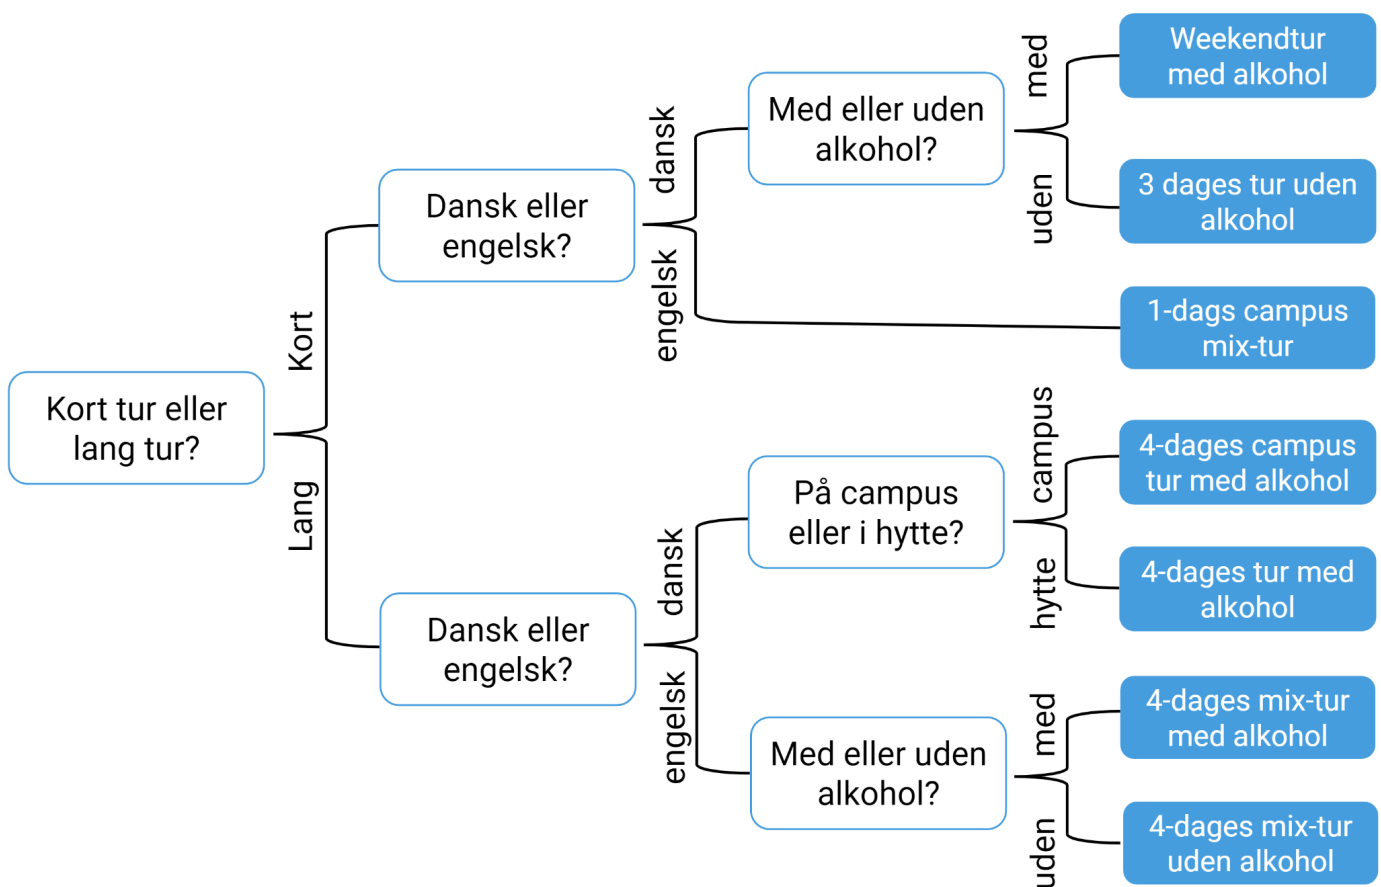 Kort tur eller
lang tur?
Kort
Lang
Dansk eller
engelsk?
dansk
engelsk
Med eller uden
alkohol?
med
uden
Weekendtur
med alkohol
3 dages tur uden
alkohol
1-dags campus
mix-tur
Dansk eller
engelsk?
dansk
engelsk
På campus
eller i hytte?
campus
hytte
4-dages campus
tur med alkohol
4-dages tur med
alkohol
Med eller uden
alkohol?
med
uden
4-dages mix-tur
med alkohol
4-dages mix-tur
uden alkohol